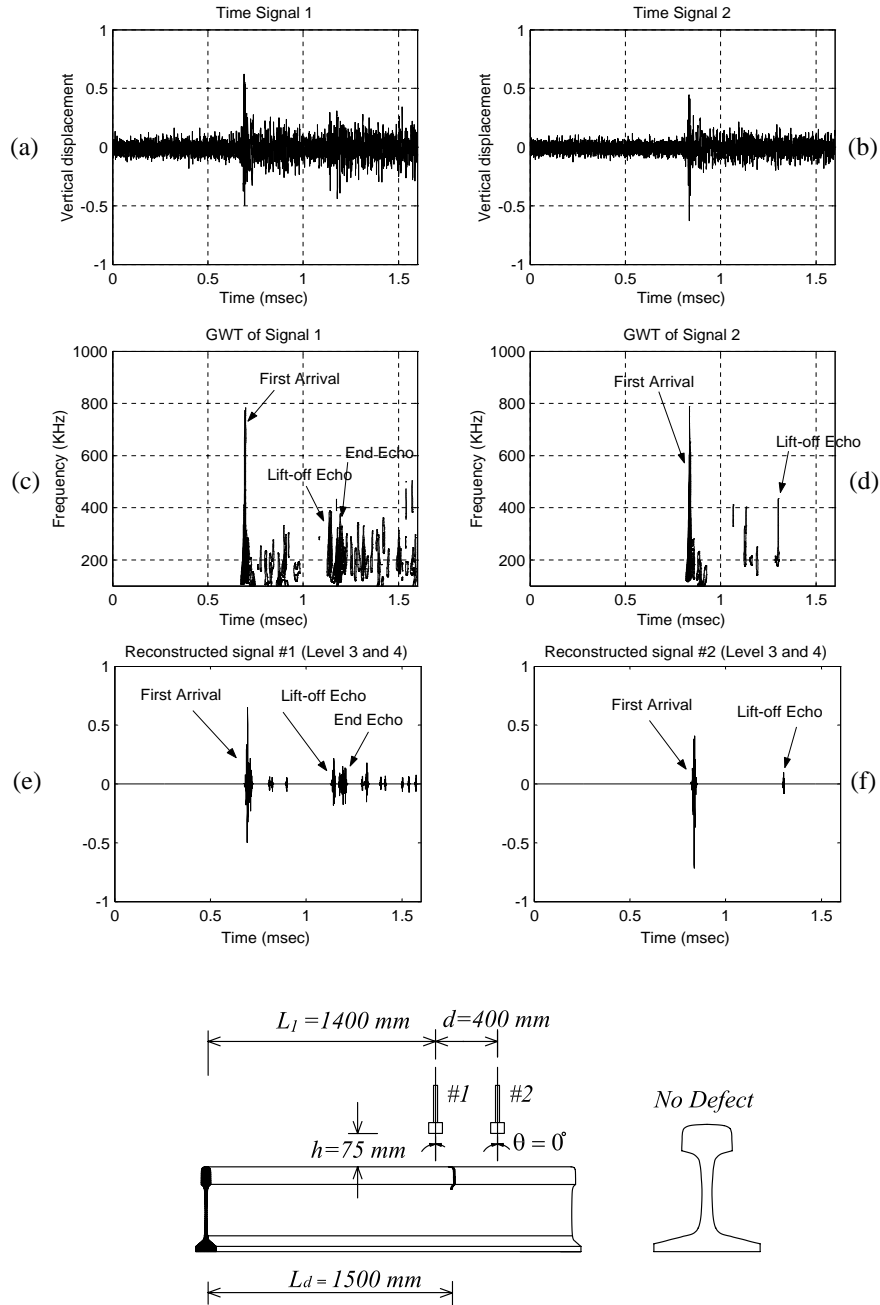 Time Signal 1
1
0.5
0
-0.5
-1
0
0.5
1
1.5
Vertical displacement
Time (msec)
(a)
Time Signal 2
1
0.5
0
-0.5
-1
0
0.5
1
1.5
Vertical displacement
Time (msec)
(b)
GWT of Signal 1
1000
800
600
400
200
0
0.5
1
1.5
Frequency (KHz)
Time (msec)
First Arrival
End Echo
Lift-off Echo
(c)
GWT of Signal 2
1000
800
600
400
200
0
0.5
1
1.5
Frequency (KHz)
Time (msec)
First Arrival
Lift-off Echo
(d)
Reconstructed signal #1 (Level 3 and 4)
1
0.5
0
-0.5
-1
0
0.5
1
1.5
Time (msec)
First Arrival
Lift-off Echo
End Echo
(e)
Reconstructed signal #2 (Level 3 and 4)
1
0.5
0
-0.5
-1
0
0.5
1
1.5
Time (msec)
First Arrival
Lift-off Echo
(f)
L1 =1400 mm
d=400 mm
#1
#2
No Defect
h=75 mm
θ = 0°
Ld = 1500 mm